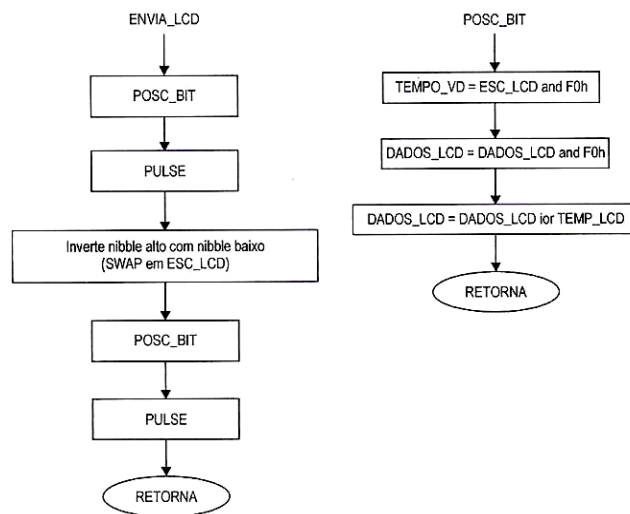 ENVIA_LCD
POSC_BIT
PULSE
Inverte nibble alto com nibble baixo
(SWAP em ESC_LCD)
POSC_BIT
PULSE
RETORNA
POSC_BIT
TEMPO_VD = ESC_LCD and F0h
DADOS_LCD = DADOS_LCD and F0h
DADOS_LCD = DADOS_LCD ior TEMP_LCD
RETORNA